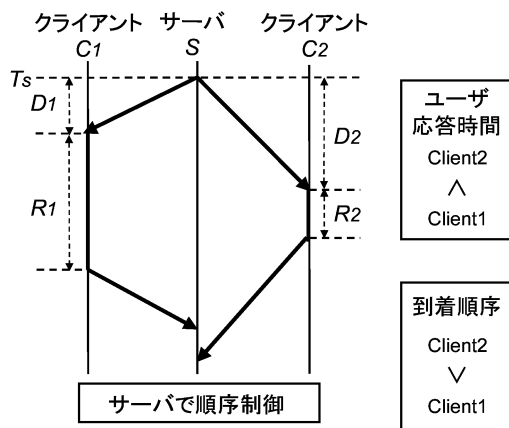 クライアント サーバ クライアント
C1 S C2
Ts
D1
D2
R1
R2
サーバで順序制御
ユーザ
応答時間
Client2
∧
Client1
到着順序
Client2
∨
Client1